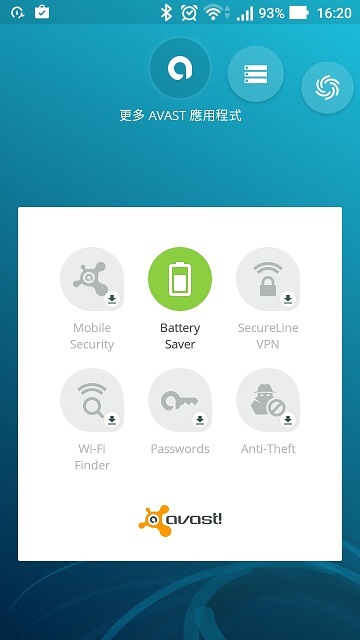 93% 16:20
更多 AVAST 應用程式
Mobile Security
Battery Saver
SecureLine VPN
Wi-Fi Finder
Passwords
Anti-Theft
avast!